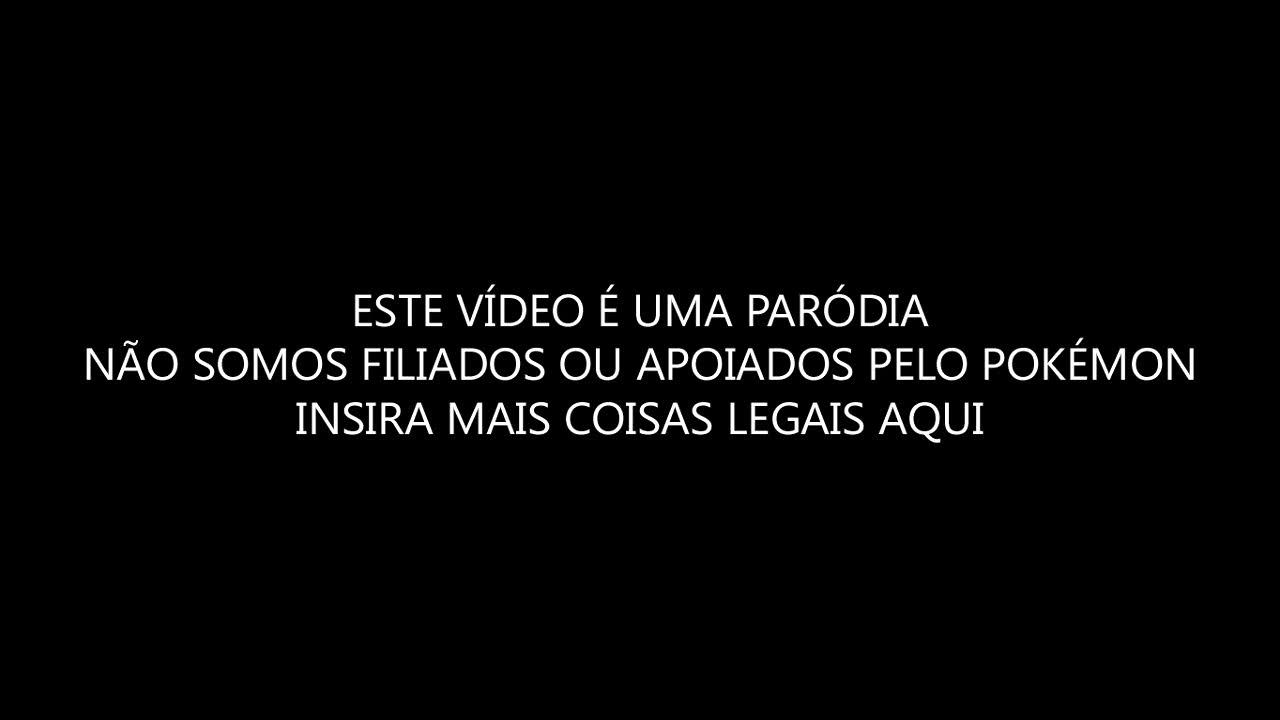 ESTE VÍDEO É UMA PARÓDIA
NÃO SOMOS FILIADOS OU APOIADOS PELO POKÉMON
INSIRA MAIS COISAS LEGAIS AQUI